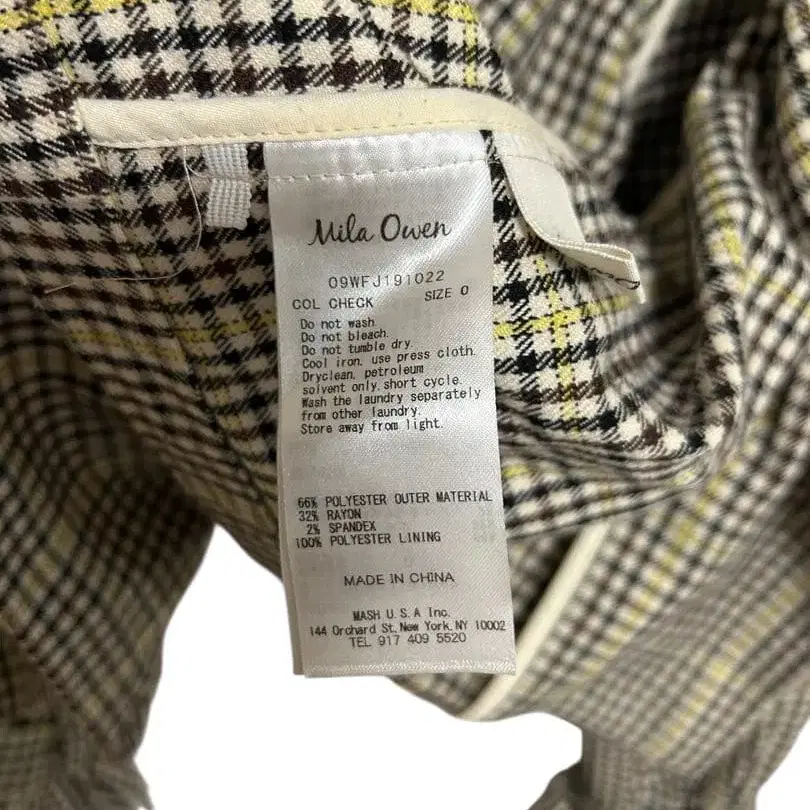 Mila Owen
09WFJ191022
COL CHECK SIZE 0
Do not wash
Do not bleach.
Do not tumble dry.
Cool iron. use press cloth.
Dryclean. petroleum
solvent only. short cycle.
Wash the laundry separately
from other laundry.
Store away from light.
66% POLYESTER OUTER MATERIAL
32% RAYON
2% SPANDEX
100% POLYESTER LINING
MADE IN CHINA
MASH U.S.A Inc.
144 Orchard St. New York. NY 10002
TEL 917 409 5520